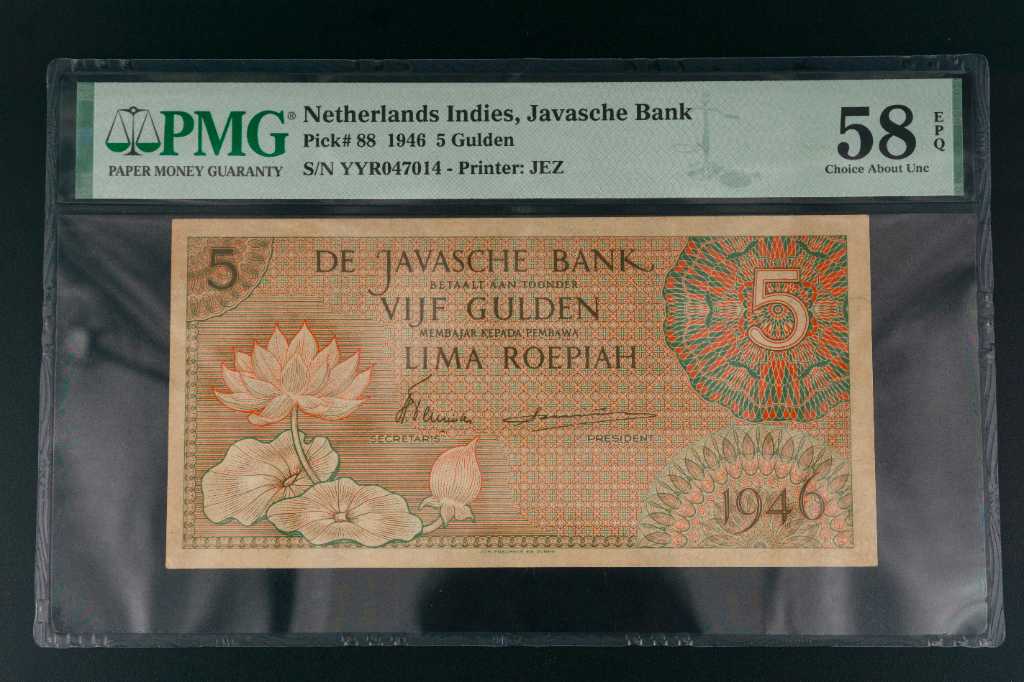 PMG®
PAPER MONEY GUARANTY
Netherlands Indies, Javasche Bank
Pick# 88 1946 5 Gulden
S/N YYR047014 - Printer: JEZ
58
EPQ
Choice About Unc
5
DE JAVASCHE BANK
BETAALT AAN TOONDER
VIJF GULDEN
MEMBAJAR KEPADA PEMBAWA
LIMA ROEPIAH
5
SECRETARIS
PRESIDENT
1946